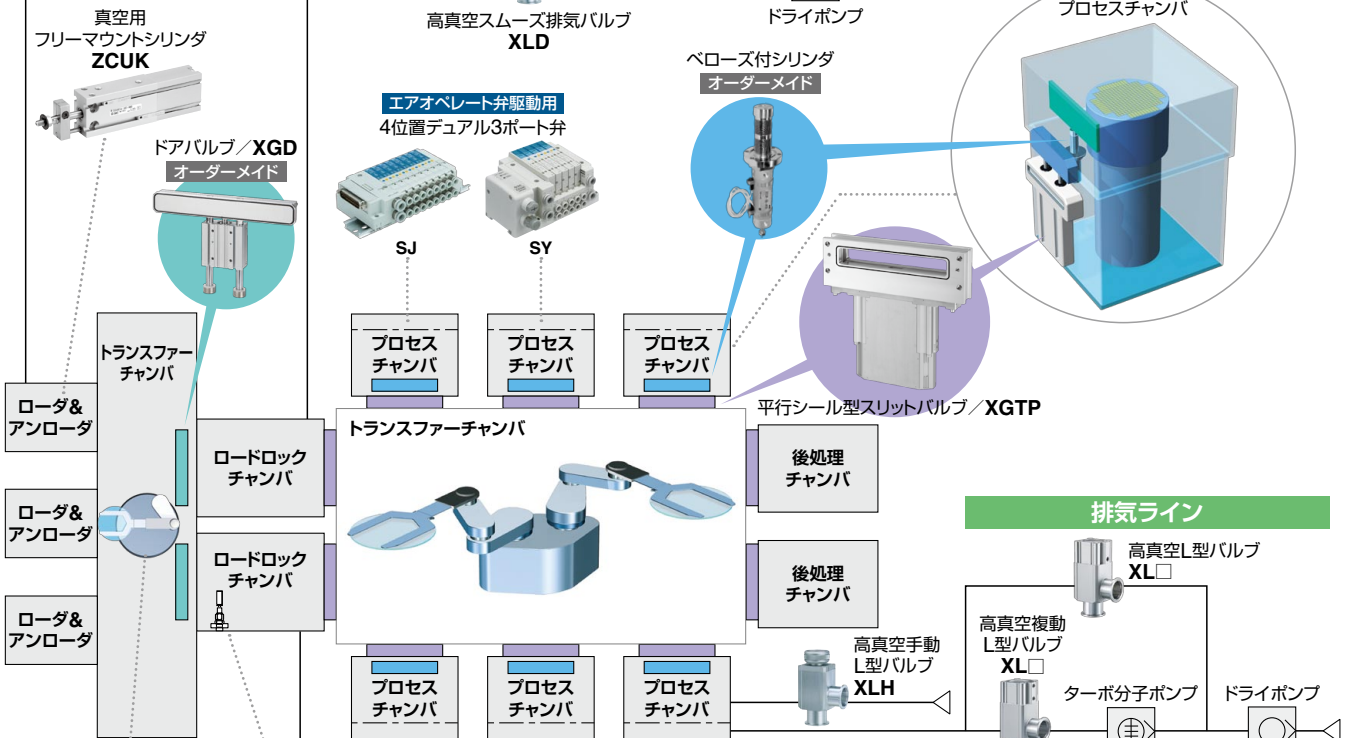 真空用
フリーマウントシリンダ
ZCUK
高真空スムーズ排気バルブ
XLD
ドライポンプ
プロセスチャンバ
ベローズ付シリンダ
オーダーメイド
エアオペレート弁駆動用
4位置デュアル3ポート弁
SJ
SY
ドアバルブ／XGD
オーダーメイド
平行シール型スリットバルブ／XGTP
トランスファー
チャンバ
ローダ&
アンローダ
ローダ&
アンローダ
ローダ&
アンローダ
ロードロック
チャンバ
ロードロック
チャンバ
プロセス
チャンバ
プロセス
チャンバ
プロセス
チャンバ
トランスファーチャンバ
後処理
チャンバ
後処理
チャンバ
プロセス
チャンバ
プロセス
チャンバ
プロセス
チャンバ
排気ライン
高真空L型バルブ
XL□
高真空複動
L型バルブ
XL□
高真空手動
L型バルブ
XLH
ターボ分子ポンプ
ドライポンプ